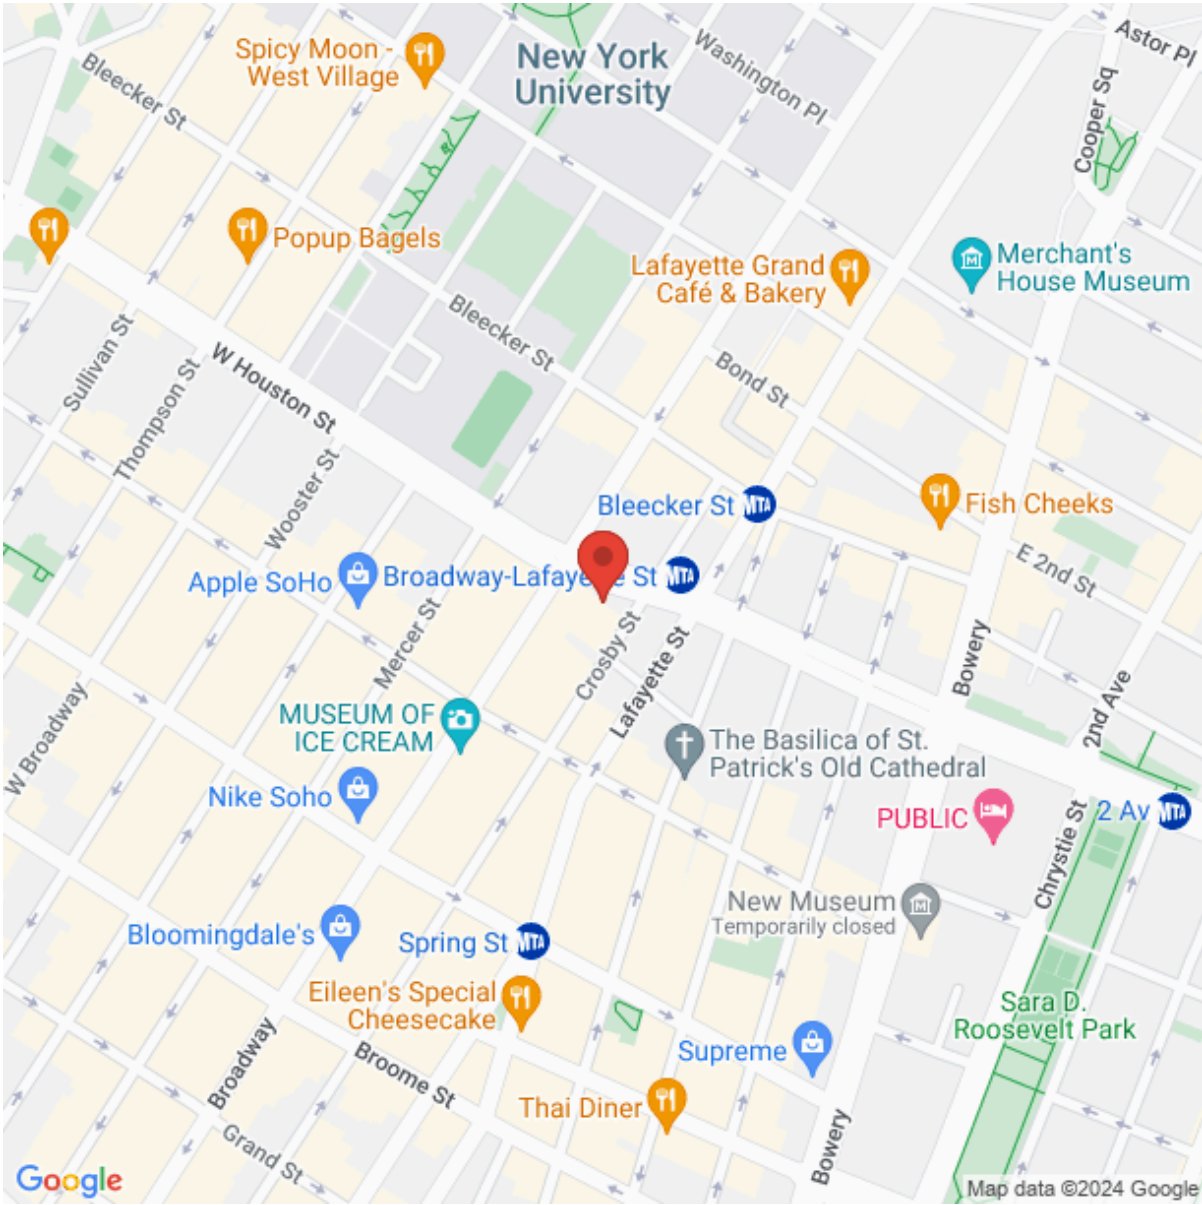 Astor Pl
Spicy Moon -
West Village
New York
University
Washington Pl
Bleecker St
Cooper Sq
Popup Bagels
Lafayette Grand
Café & Bakery
Merchant's
House Museum
Bleecker St
Sullivan St
W Houston St
Thompson St
Bond St
Wooster St
Bleecker St
MTA
Fish Cheeks
E 2nd St
Apple SoHo
Broadway-Lafayette St
MTA
Mercer St
Crosby St
Lafayette St
Bowery
2nd Ave
W Broadway
MUSEUM OF
ICE CREAM
The Basilica of St.
Patrick's Old Cathedral
Nike Soho
PUBLIC
2 Av
MTA
Chrystie St
New Museum
Temporarily closed
Bloomingdale's
Spring St
MTA
Eileen's Special
Cheesecake
Sara D.
Roosevelt Park
Supreme
Broadway
Broome St
Thai Diner
Grand St
Bowery
Google
Map data ©2024 Google